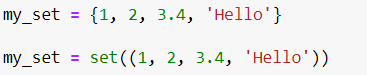 my_set = {1, 2, 3.4, 'Hello'}
my_set = set((1, 2, 3.4, 'Hello'))